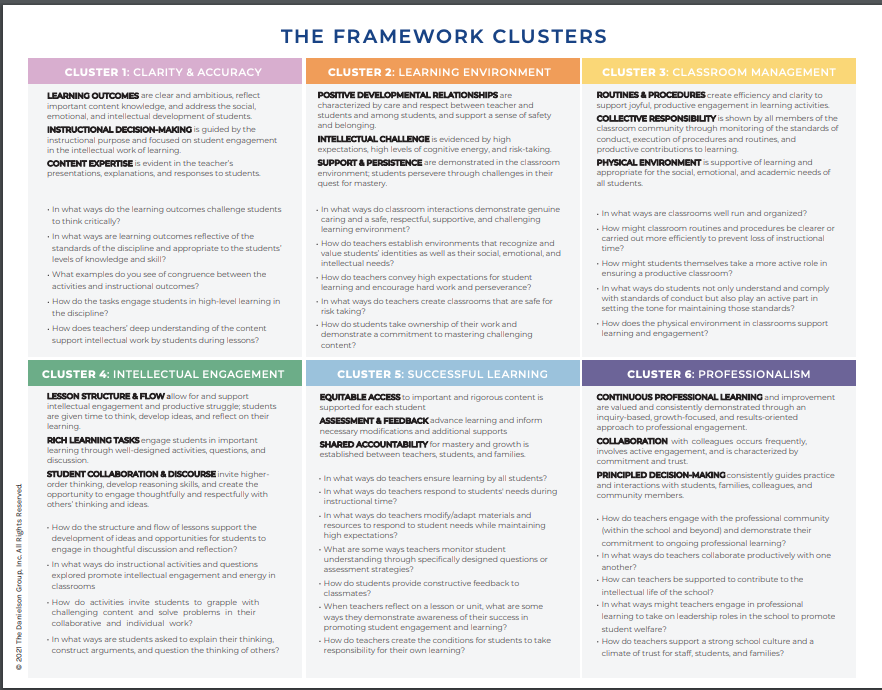 THE FRAMEWORK CLUSTERS
CLUSTER 1: CLARITY & ACCURACY
LEARNING OUTCOMES are clear and ambitious, reflect
important content knowledge, and address the social,
emotional, and intellectual development of students.
INSTRUCTIONAL DECISION-MAKING is guided by the
instructional purpose and focused on student engagement
in the intellectual work of learning.
CONTENT EXPERTISE is evident in the teacher's
presentations, explanations, and responses to students.
• In what ways do the learning outcomes challenge students
to think critically?
• In what ways are learning outcomes reflective of the
standards of the discipline and appropriate to the students'
levels of knowledge and skill?
• What examples do you see of congruence between the
activities and instructional outcomes?
• How do the tasks engage students in high-level learning in
the discipline?
• How does teachers' deep understanding of the content
support intellectual work by students during lessons?
CLUSTER 2: LEARNING ENVIRONMENT
POSITIVE DEVELOPMENTAL RELATIONSHIPS are
characterized by care and respect between teacher and
students and among students, and support a sense of safety
and belonging.
INTELLECTUAL CHALLENGE is evidenced by high
expectations, high levels of cognitive energy, and risk-taking.
SUPPORT & PERSISTENCE are demonstrated in the classroom
environment; students persevere through challenges in their
quest for mastery.
• In what ways do classroom interactions demonstrate genuine
caring and a safe, respectful, supportive, and challenging
learning environment?
• How do teachers establish environments that recognize and
value students' identities as well as their social, emotional, and
intellectual needs?
• How do teachers convey high expectations for student
learning and encourage hard work and perseverance?
• In what ways do teachers create classrooms that are safe for
risk taking?
• How do students take ownership of their work and
demonstrate a commitment to mastering challenging
content?
CLUSTER 3: CLASSROOM MANAGEMENT
ROUTINES & PROCEDURES create efficiency and clarity to
support joyful, productive engagement in learning activities.
COLLECTIVE RESPONSIBILITY is shown by all members of the
classroom community through monitoring of the standards of
conduct, execution of procedures and routines, and
productive contributions to learning.
PHYSICAL ENVIRONMENT is supportive of learning and
appropriate for the social, emotional, and academic needs of
all students.
• In what ways are classrooms well run and organized?
• How might classroom routines and procedures be clearer or
carried out more efficiently to prevent loss of instructional
time?
• How might students themselves take a more active role in
ensuring a productive classroom?
• In what ways do students not only understand and comply
with standards of conduct but also play an active part in
setting the tone for maintaining those standards?
• How does the physical environment in classrooms support
learning and engagement?
CLUSTER 4: INTELLECTUAL ENGAGEMENT
LESSON STRUCTURE & FLOW allow for and support
intellectual engagement and productive struggle; students
are given time to think, develop ideas, and reflect on their
learning.
RICH LEARNING TASKS engage students in important
learning through well-designed activities, questions, and
discussion.
STUDENT COLLABORATION & DISCOURSE invite higher-
order thinking, develop reasoning skills, and create the
opportunity to engage thoughtfully and respectfully with
others' thinking and ideas.
• How do the structure and flow of lessons support the
development of ideas and opportunities for students to
engage in thoughtful discussion and reflection?
• In what ways do instructional activities and questions
explored promote intellectual engagement and energy in
classrooms
• How do activities invite students to grapple with
challenging content and solve problems in their
collaborative and individual work?
• In what ways are students asked to explain their thinking,
construct arguments, and question the thinking of others?
CLUSTER 5: SUCCESSFUL LEARNING
EQUITABLE ACCESS to important and rigorous content is
supported for each student
ASSESSMENT & FEEDBACK advance learning and inform
necessary modifications and additional supports
SHARED ACCOUNTABILITY for mastery and growth is
established between teachers, students, and families.
• In what ways do teachers ensure learning by all students?
• In what ways do teachers respond to students' needs during
instructional time?
• In what ways do teachers modify/adapt materials and
resources to respond to student needs while maintaining
high expectations?
• What are some ways teachers monitor student
understanding through specifically designed questions or
assessment strategies?
• How do students provide constructive feedback to
classmates?
• When teachers reflect on a lesson or unit, what are some
ways they demonstrate awareness of their success in
promoting student engagement and learning?
• How do teachers create the conditions for students to take
responsibility for their own learning?
CLUSTER 6: PROFESSIONALISM
CONTINUOUS PROFESSIONAL LEARNING and improvement
are valued and consistently demonstrated through an
inquiry-based, growth-focused, and results-oriented
approach to professional engagement.
COLLABORATION with colleagues occurs frequently,
involves active engagement, and is characterized by
commitment and trust.
PRINCIPLED DECISION-MAKING consistently guides practice
and interactions with students, families, colleagues, and
community members.
• How do teachers engage with the professional community
(within the school and beyond) and demonstrate their
commitment to ongoing professional learning?
• In what ways do teachers collaborate productively with one
another?
• How can teachers be supported to contribute to the
intellectual life of the school?
• In what ways might teachers engage in professional
learning to take on leadership roles in the school to promote
student welfare?
• How do teachers support a strong school culture and a
climate of trust for staff, students, and families?
© 2021 The Danielson Group, Inc. All Rights Reserved.